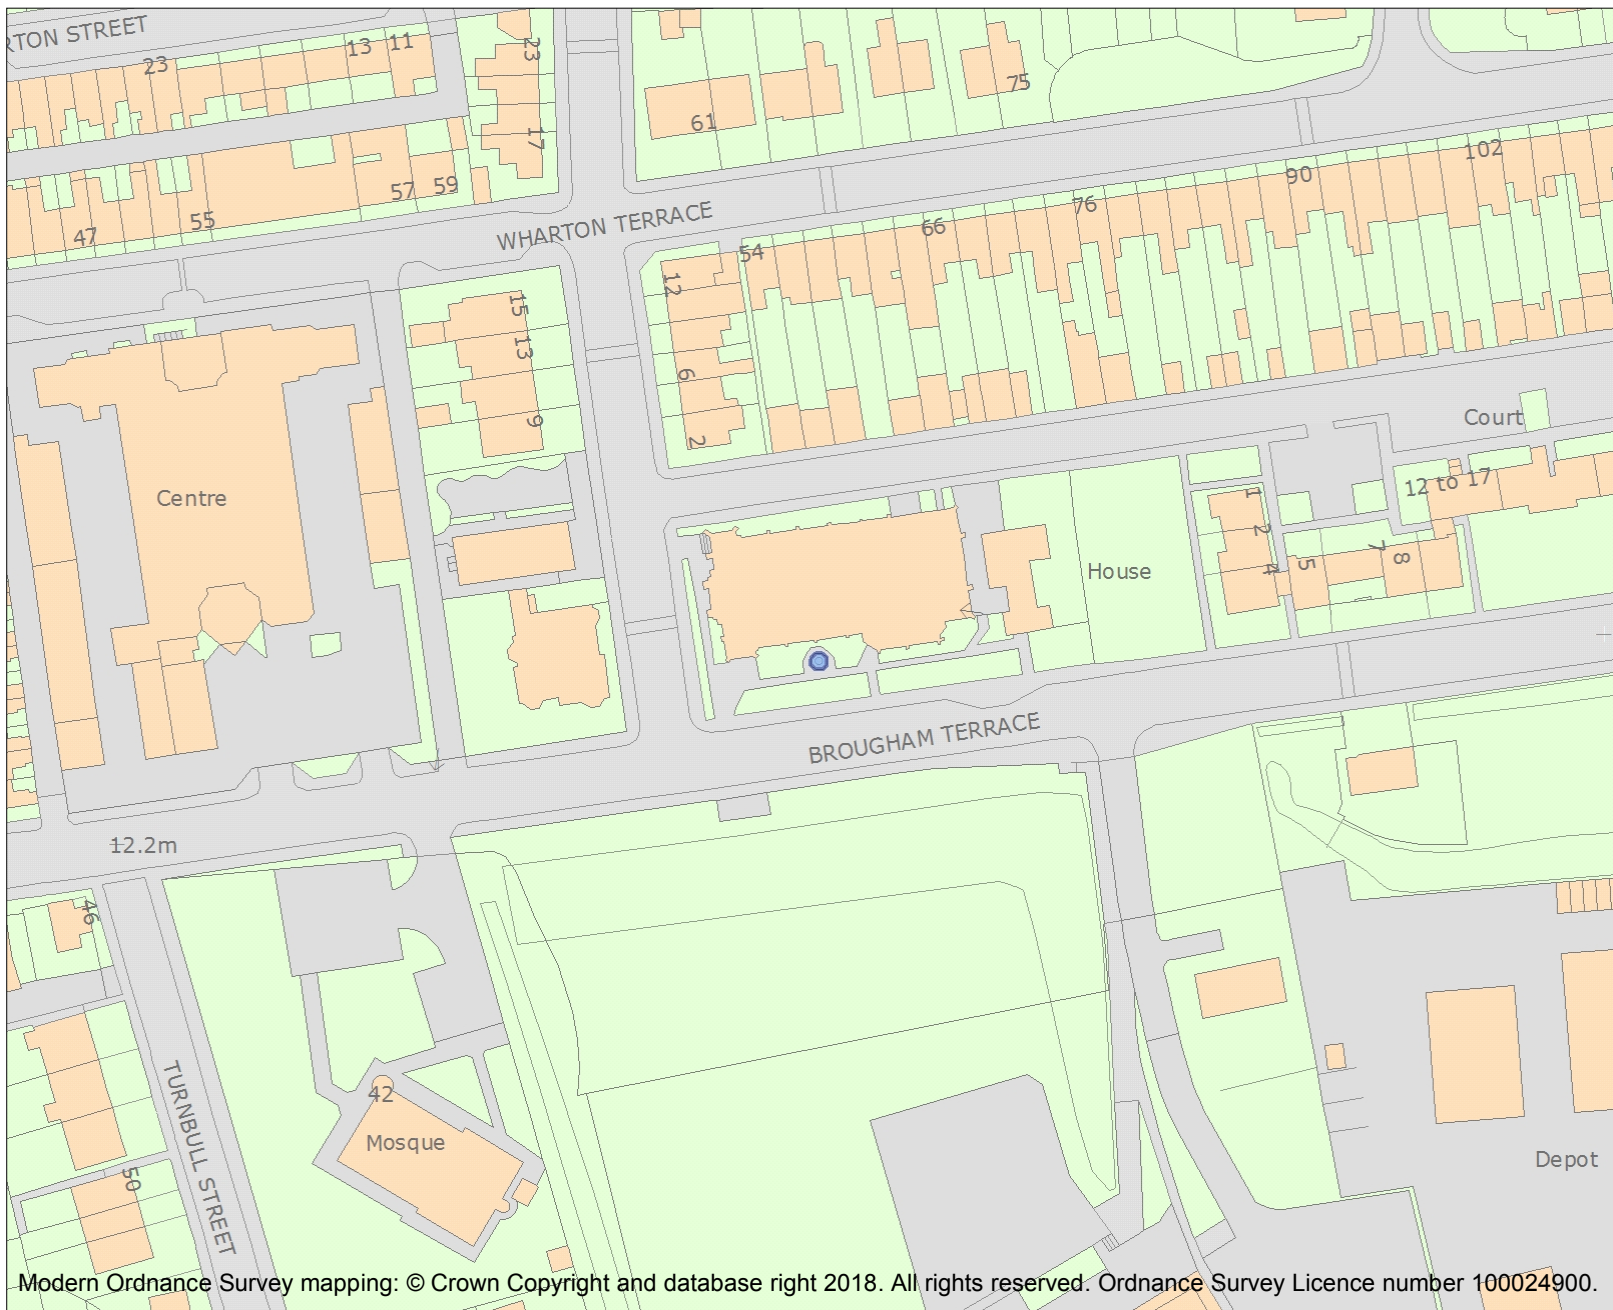 RTON STREET
23
13
11
23
17
61
75
47
55
57
59
WHARTON TERRACE
54
66
76
90
102
12
6
2
15
13
9
Centre
Court
12 to 17
1
2
4
5
7
8
House
BROUGHAM TERRACE
12.2m
46
TURNBULL STREET
50
42
Mosque
Depot
Modern Ordnance Survey mapping: © Crown Copyright and database right 2018. All rights reserved. Ordnance Survey Licence number 100024900.